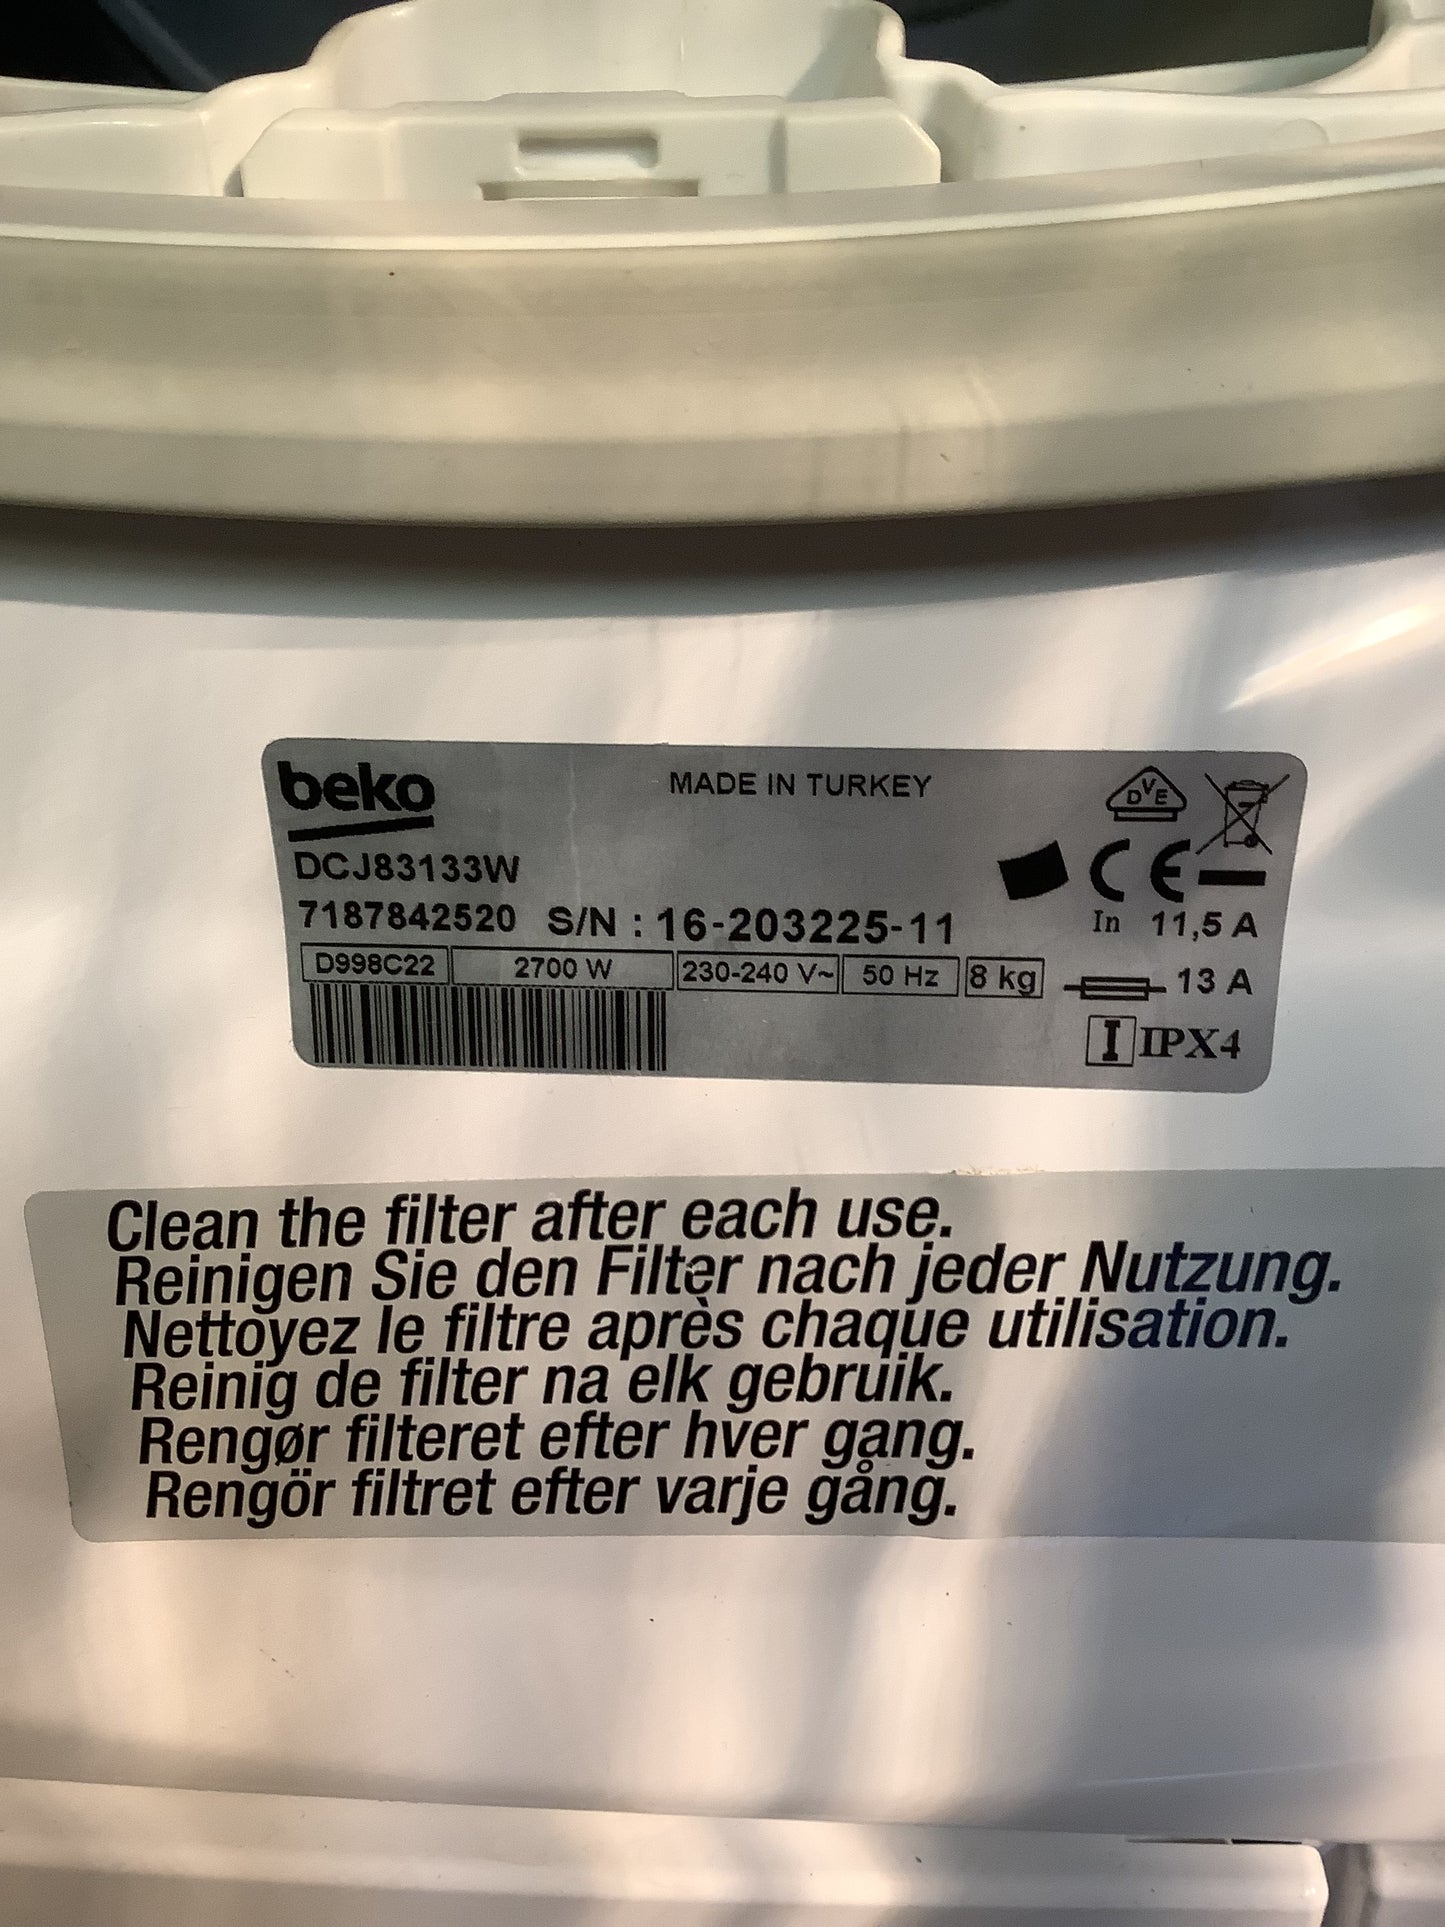 beko
MADE IN TURKEY
DVE
DCJ83133W
CE
7187842520 S/N : 16-203225-11
In 11,5 A
D998C22 2700 W 230-240 V~ 50 Hz 8 kg
13 A
I IPX4
Clean the filter after each use.
Reinigen Sie den Filter nach jeder Nutzung.
Nettoyez le filtre après chaque utilisation.
Reinig de filter na elk gebruik.
Rengør filteret efter hver gang.
Rengör filtret efter varje gång.